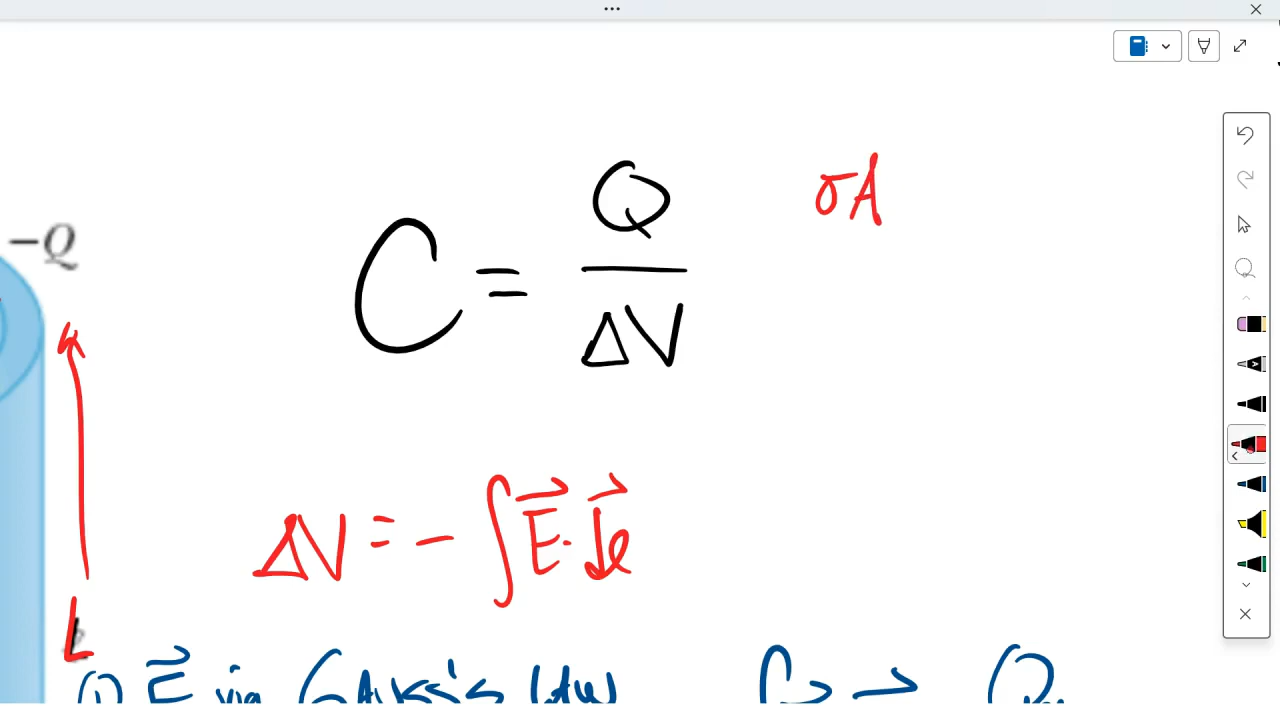 -Q
C = Q / ΔV
σA
L
ΔV = - ∫ E⃗ · dℓ⃗
① E⃗ via Gauss's Law